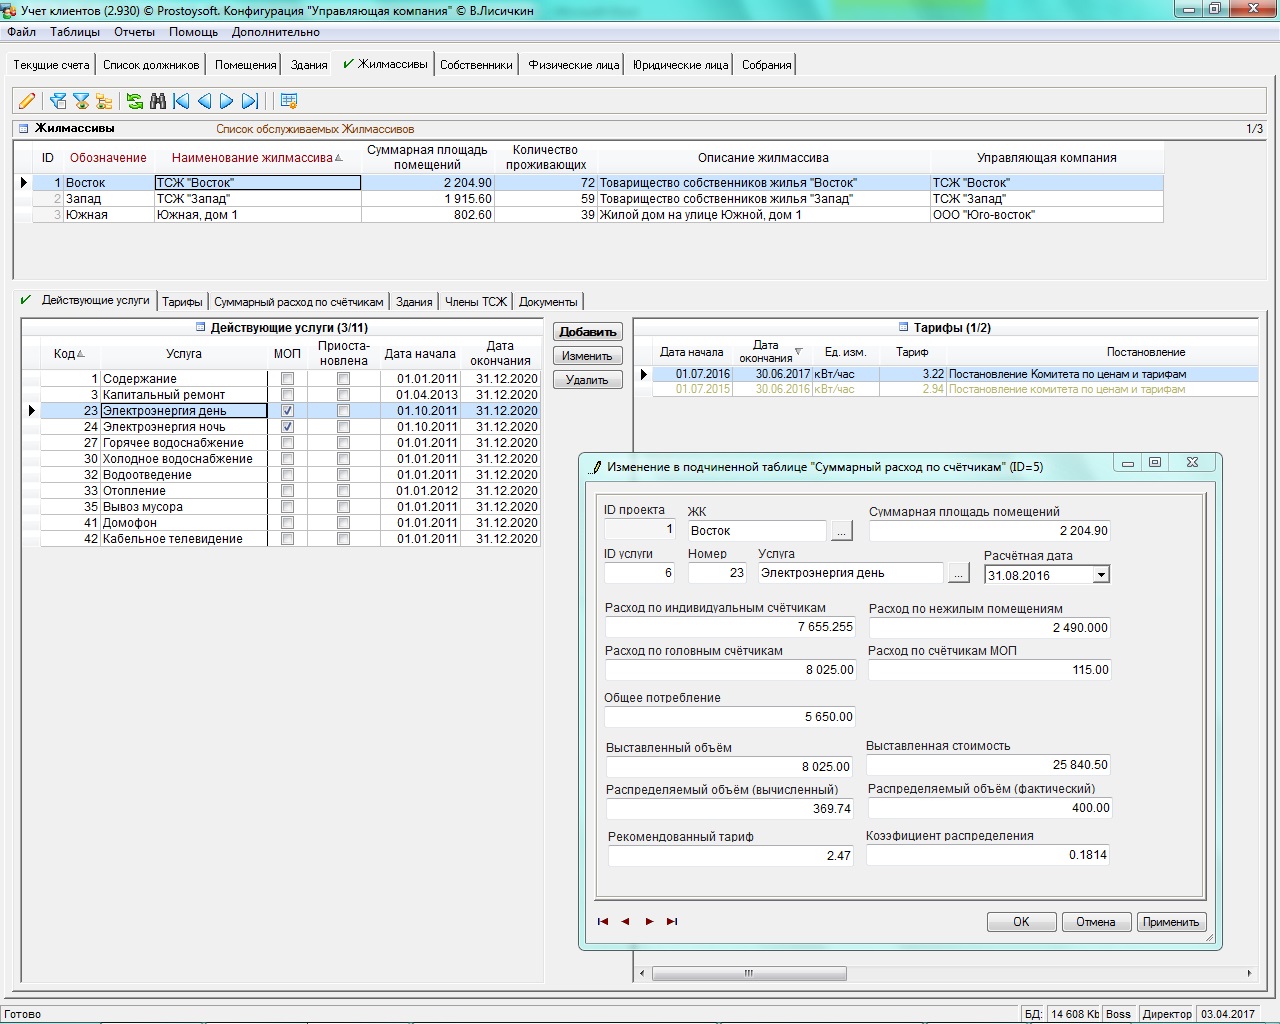 Учет клиентов (2.930) © Prostoysoft. Конфигурация "Управляющая компания" © В.Лисичкин
Файл Таблицы Отчеты Помощь Дополнительно
Текущие счета Список должников Помещения Здания Жилмассивы Собственники Физические лица Юридические лица Собрания
Жилмассивы Список обслуживаемых Жилмассивов 1/3
ID Обозначение Наименование жилмассива Суммарная площадь помещений Количество проживающих Описание жилмассива Управляющая компания
1 Восток ТСЖ "Восток" 2 204.90 72 Товарищество собственников жилья "Восток" ТСЖ "Восток"
2 Запад ТСЖ "Запад" 1 915.60 59 Товарищество собственников жилья "Запад" ТСЖ "Запад"
3 Южная Южная, дом 1 802.60 39 Жилой дом на улице Южной, дом 1 ООО "Юго-восток"
Действующие услуги Тарифы Суммарный расход по счётчикам Здания Члены ТСЖ Документы
Действующие услуги (3/11)
Код Услуга МОП Приоста-новлена Дата начала Дата окончания
1 Содержание 01.01.2011 31.12.2020
3 Капитальный ремонт 01.04.2013 31.12.2020
23 Электроэнергия день 01.10.2011 31.12.2020
24 Электроэнергия ночь 01.10.2011 31.12.2020
27 Горячее водоснабжение 01.01.2011 31.12.2020
30 Холодное водоснабжение 01.01.2011 31.12.2020
32 Водоотведение 01.01.2011 31.12.2020
33 Отопление 01.01.2012 31.12.2020
35 Вывоз мусора 01.01.2011 31.12.2020
41 Домофон 01.01.2011 31.12.2020
42 Кабельное телевидение 01.01.2011 31.12.2020
Добавить
Изменить
Удалить
Тарифы (1/2)
Дата начала Дата окончания Ед. изм. Тариф Постановление
01.07.2016 30.06.2017 кВт/час 3.22 Постановление Комитета по ценам и тарифам
01.07.2015 30.06.2016 кВт/час 2.94 Постановление Комитета по ценам и тарифам
Изменение в подчиненной таблице "Суммарный расход по счётчикам" (ID=5)
ID проекта ЖК Суммарная площадь помещений
1 Восток ... 2 204.90
ID услуги Номер Услуга Расчётная дата
6 23 Электроэнергия день ... 31.08.2016
Расход по индивидуальным счётчикам Расход по нежилым помещениям
7 655.255 2 490.000
Расход по головным счётчикам Расход по счётчикам МОП
8 025.00 115.00
Общее потребление
5 650.00
Выставленный объём Выставленная стоимость
8 025.00 25 840.50
Распределяемый объём (вычисленный) Распределяемый объём (фактический)
369.74 400.00
Рекомендованный тариф Коэффициент распределения
2.47 0.1814
OK Отмена Применить
Готово БД: 14 608 Kb Boss Директор 03.04.2017